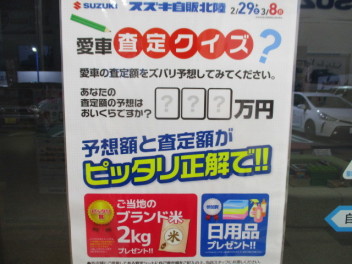 SUZUKI スズキ自販北陸 2/29土 3/8日
愛車査定クイズ?
愛車の査定額をズバリ予想してみてください。
あなたの
査定額の予想は
おいくらですか?
???万円
予想額と査定額が
ピッタリ正解で!!
ご当地の
ブランド米
2kg
プレゼント!!
米
日用品
プレゼント!!
自